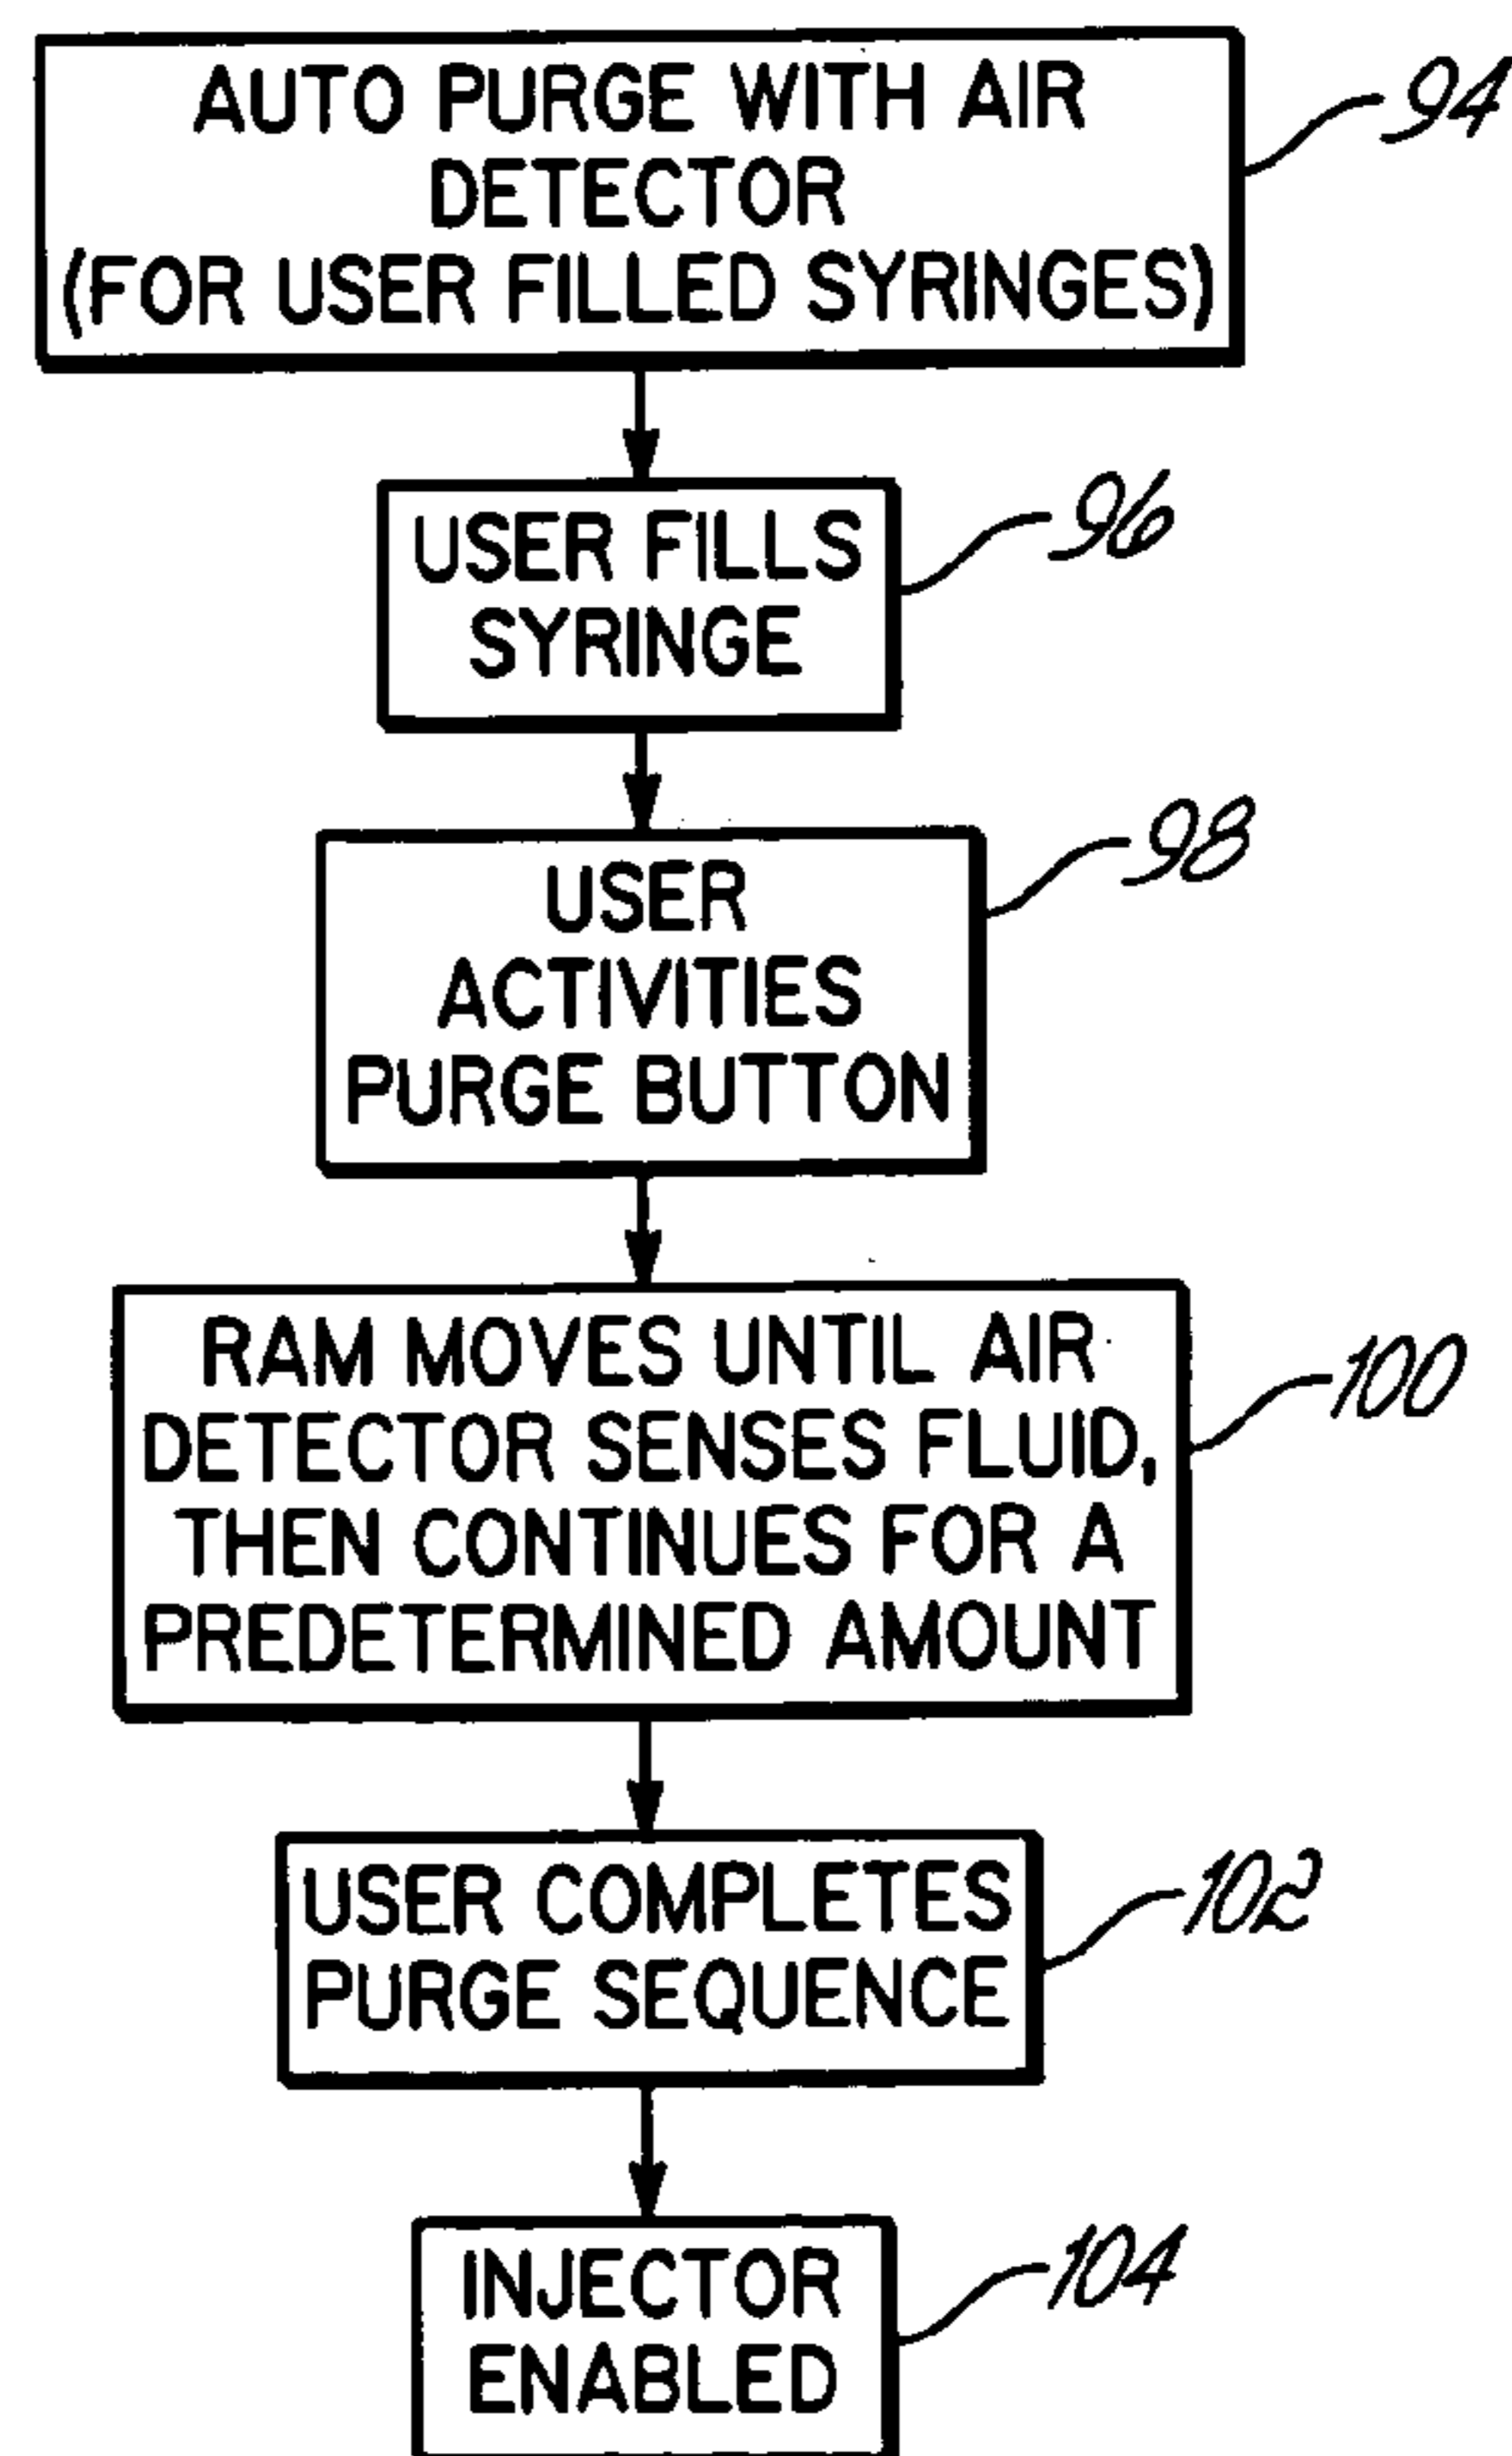 AUTO PURGE WITH AIR
DETECTOR
(FOR USER FILLED SYRINGES)
94
USER FILLS
SYRINGE
96
USER
ACTIVITIES
PURGE BUTTON
98
RAM MOVES UNTIL AIR
DETECTOR SENSES FLUID,
THEN CONTINUES FOR A
PREDETERMINED AMOUNT
100
USER COMPLETES
PURGE SEQUENCE
102
INJECTOR
ENABLED
104